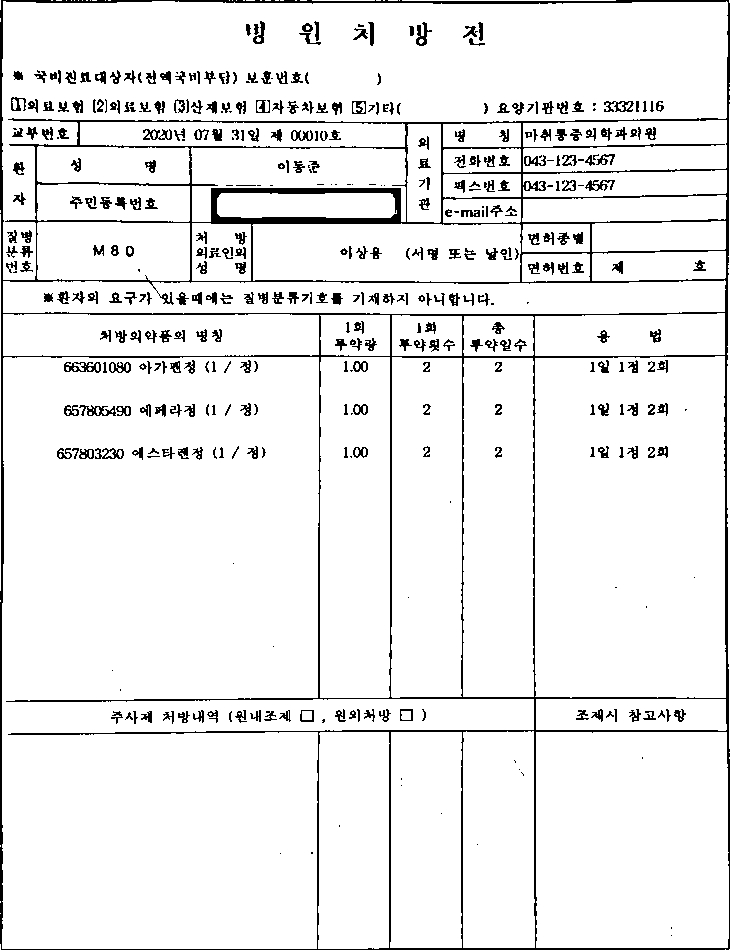 병 원 처 방 전
※ 국비진료대상자(전액국비부담) 보훈번호( )
[1]의료보험 [2]의료보험 [3]산재보험 [4]자동차보험 [5]기타( ) 요양기관번호 : 33321116
교부번호 2020년 07월 31일 제 00010호 의료기관 명 칭 마취통증의학과의원
환자 성 명 이동준 전화번호 043-123-4567
팩스번호 043-123-4567
주민등록번호 e-mail주소
질병분류번호 M80 처 방 의료인의 성 명 이상윤 (서명 또는 날인) 면허종별
면허번호 제 호
※환자의 요구가 있을때에는 질병분류기호를 기재하지 아니합니다.
처방의약품의 명칭 1회 투약량 1회 투약횟수 총 투약일수 용 법
663601080 아가펜정 (1 / 정) 1.00 2 2 1일 1정 2회
657805490 에페라정 (1 / 정) 1.00 2 2 1일 1정 2회
657803230 에스타렌정 (1 / 정) 1.00 2 2 1일 1정 2회
주사제 처방내역 (원내조제 □ , 원외처방 □ ) 조제시 참고사항